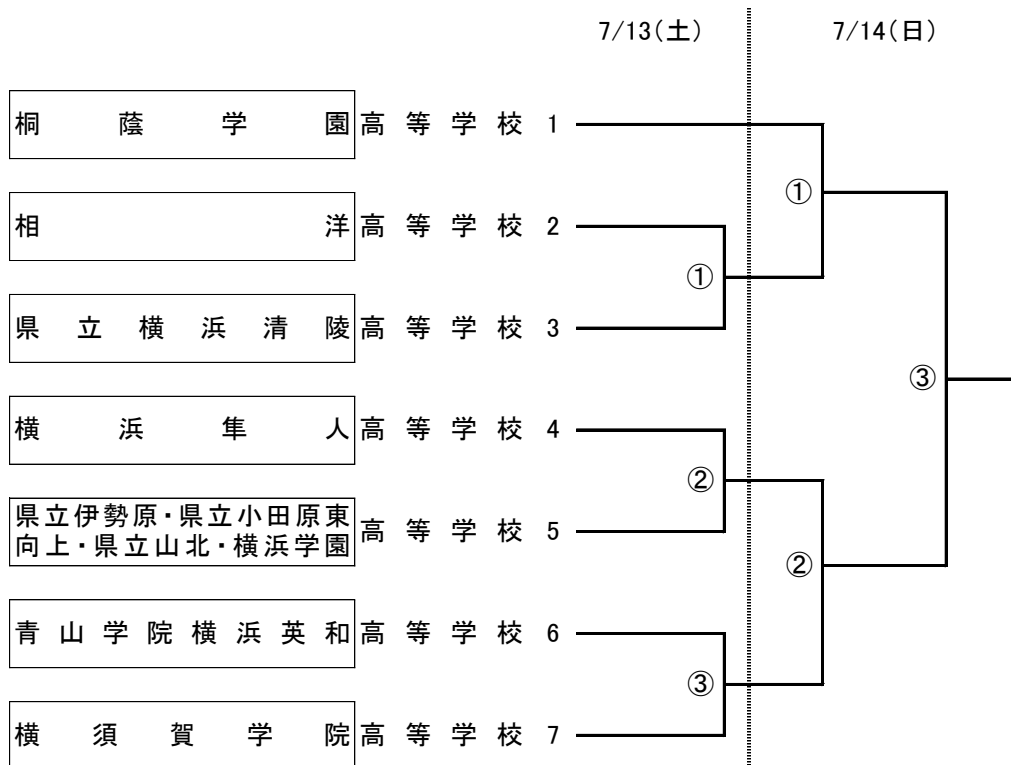 7/13(土) 7/14(日)
桐蔭学園高等学校 1
①
相洋高等学校 2
①
県立横浜清陵高等学校 3
③
横浜隼人高等学校 4
②
県立伊勢原・県立小田原東
向上・県立山北・横浜学園高等学校 5
②
青山学院横浜英和高等学校 6
③
横須賀学院高等学校 7